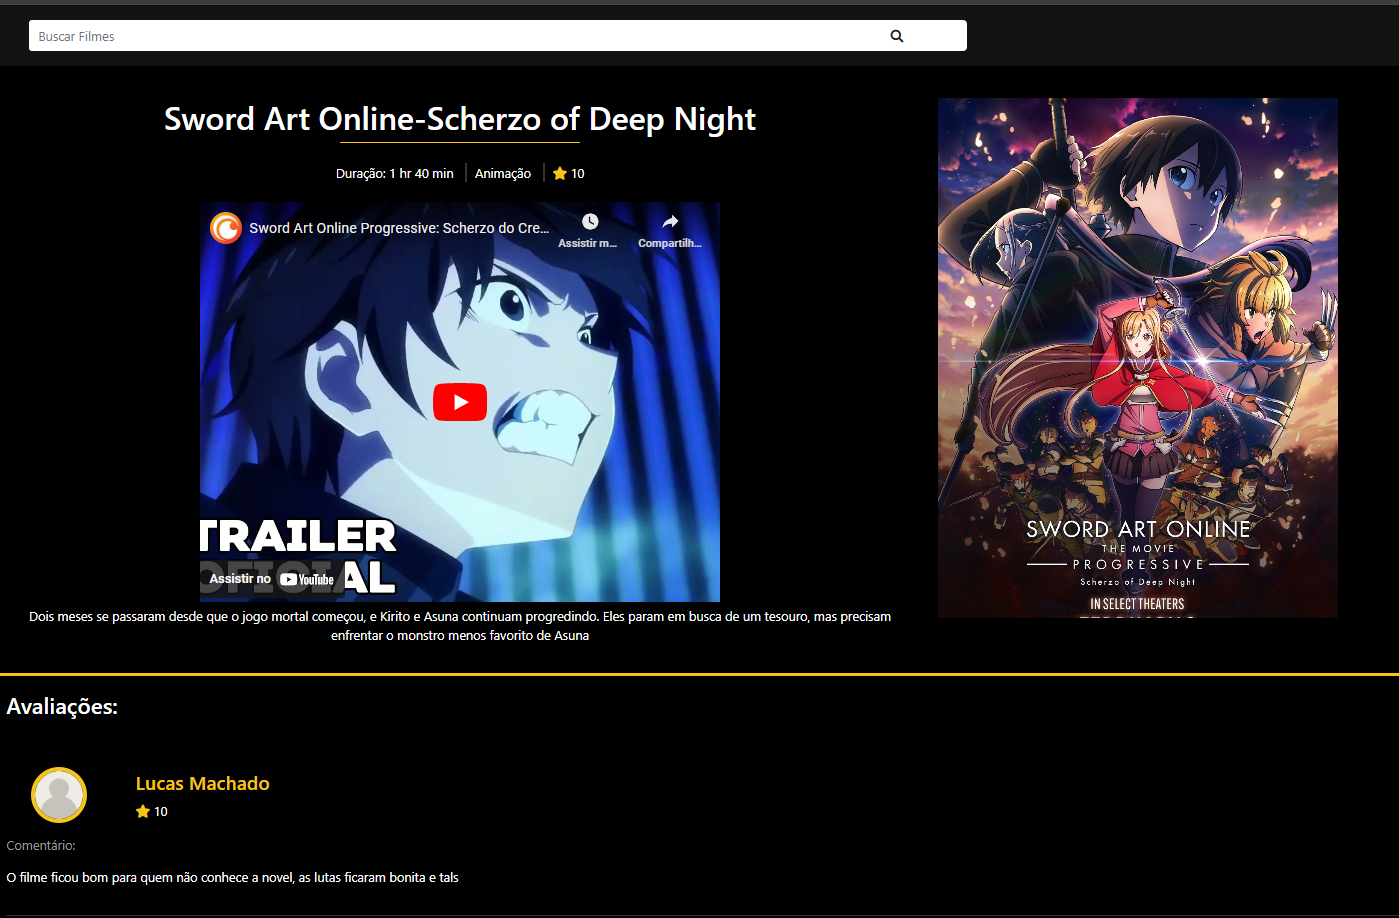 Buscar Filmes
Sword Art Online-Scherzo of Deep Night
Duração: 1 hr 40 min
Animação
10
Sword Art Online Progressive: Scherzo do Cre...
Assistir m...
Compartilh...
TRAILER
OFICIAL
Assistir no YouTube
Dois meses se passaram desde que o jogo mortal começou, e Kirito e Asuna continuam progredindo. Eles param em busca de um tesouro, mas precisam
enfrentar o monstro menos favorito de Asuna
SWORD ART ONLINE
THE MOVIE
PROGRESSIVE
Scherzo of Deep Night
IN SELECT THEATERS
Avaliações:
Lucas Machado
10
Comentário:
O filme ficou bom para quem não conhece a novel, as lutas ficaram bonita e tals